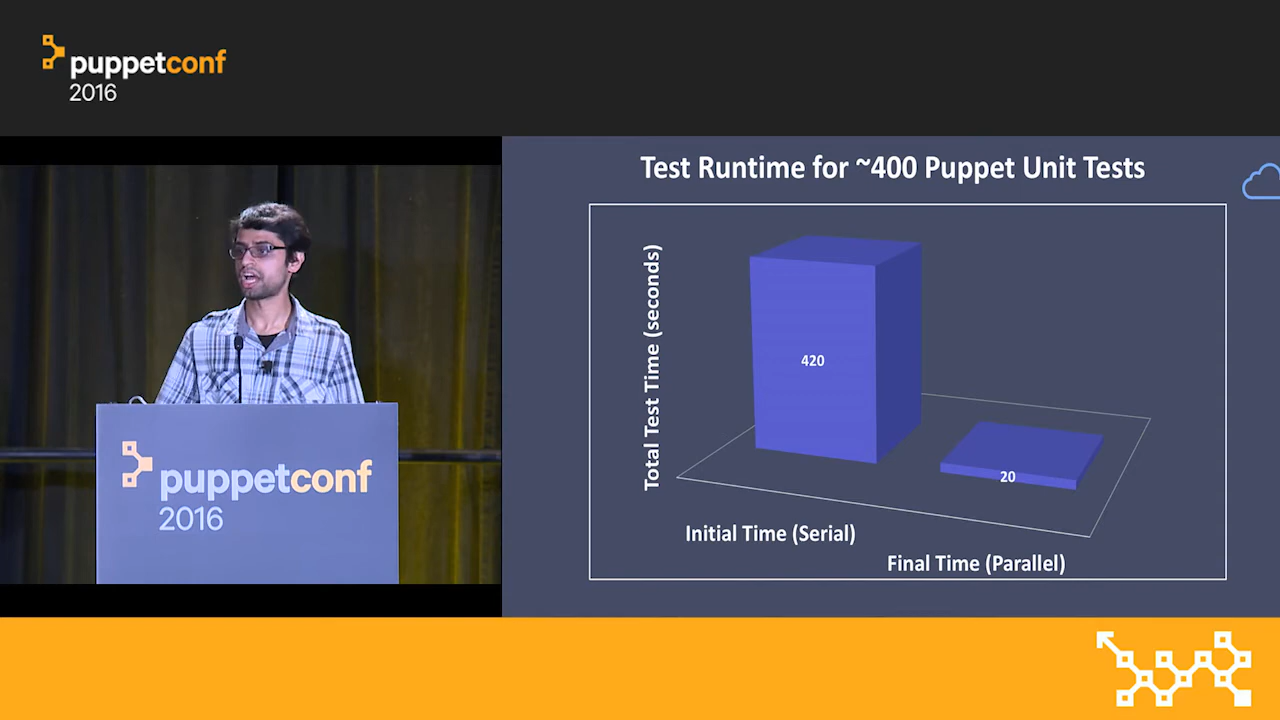 puppetconf
2016
Test Runtime for ~400 Puppet Unit Tests
Total Test Time (seconds)
420
20
Initial Time (Serial)
Final Time (Parallel)
puppetconf
2016